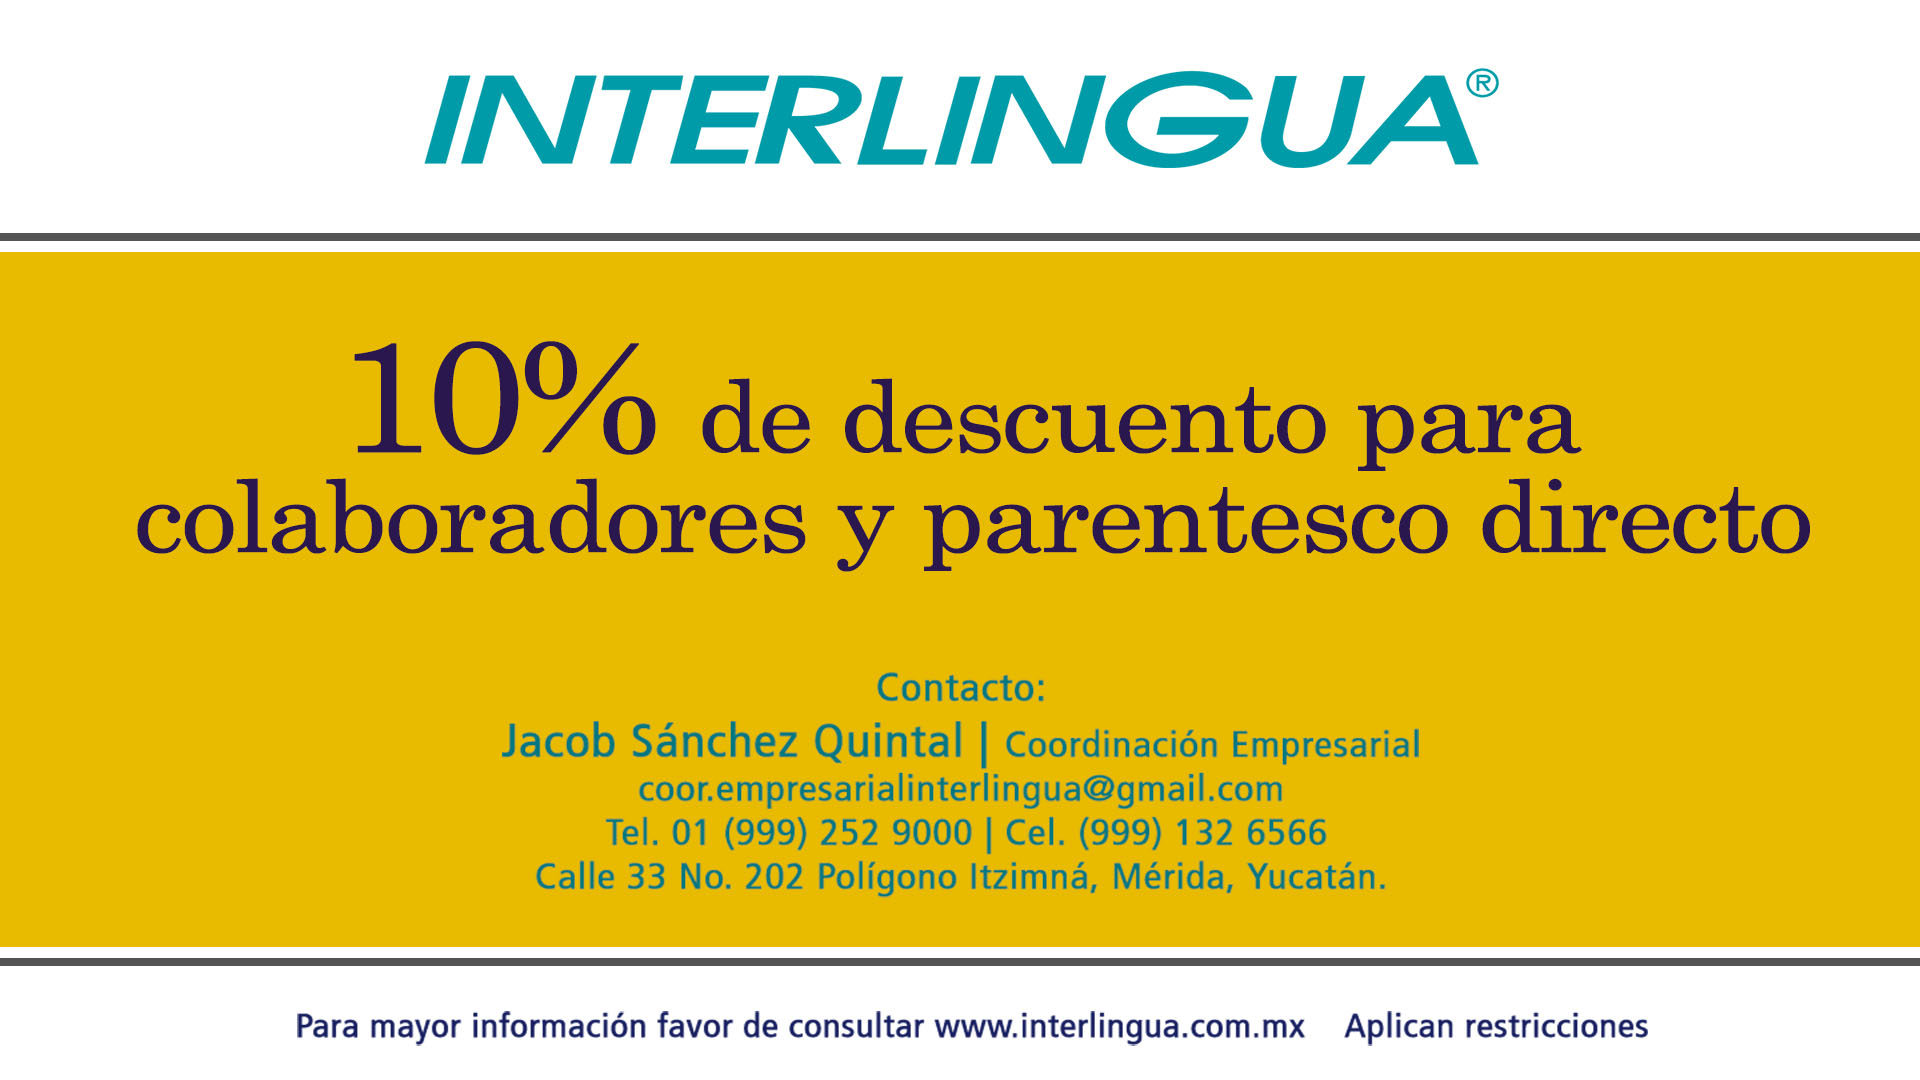 INTERLINGUA®
10% de descuento para
colaboradores y parentesco directo
Contacto:
Jacob Sánchez Quintal | Coordinación Empresarial
coor.empresarialinterlingua@gmail.com
Tel. 01 (999) 252 9000 | Cel. (999) 132 6566
Calle 33 No. 202 Polígono Itzimná, Mérida, Yucatán.
Para mayor información favor de consultar www.interlingua.com.mx Aplican restricciones